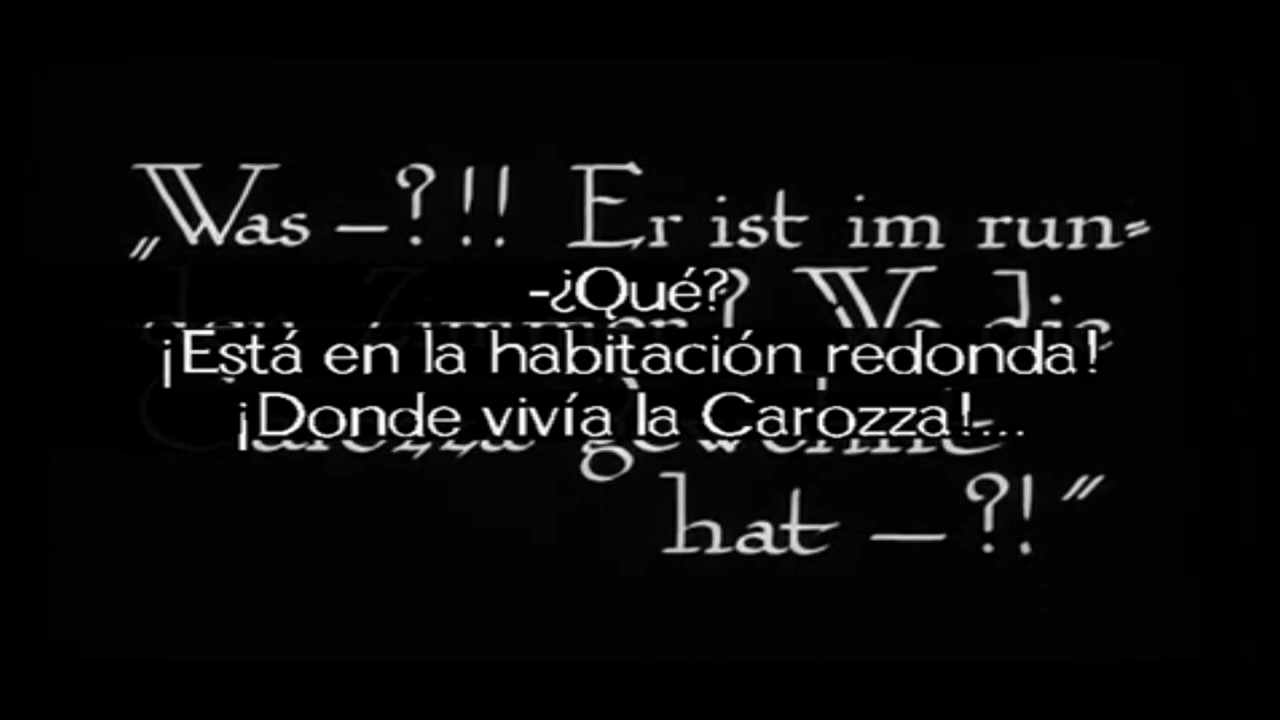 „Was — ?!! Er ist im run=
-¿Qué?
¡Está en la habitación redonda!
¡Donde vivía la Carozza!...
hat — ?!"